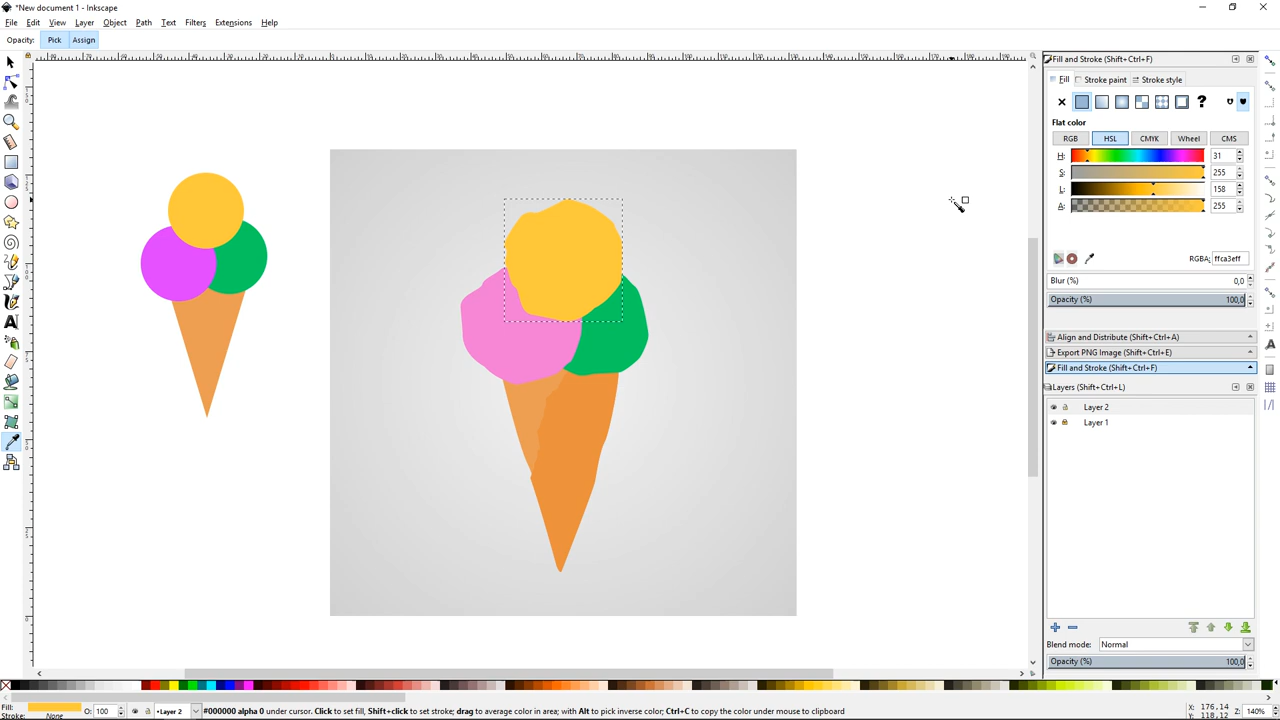 *New document 1 - Inkscape
File Edit View Layer Object Path Text Filters Extensions Help
Opacity: Pick Assign
Fill and Stroke (Shift+Ctrl+F)
Fill Stroke paint Stroke style
Flat color
RGB HSL CMYK Wheel CMS
H: 31
S: 255
L: 158
A: 255
RGBA: ffca3eff
Blur (%) 0,0
Opacity (%) 100,0
Align and Distribute (Shift+Ctrl+A)
Export PNG Image (Shift+Ctrl+E)
Fill and Stroke (Shift+Ctrl+F)
Layers (Shift+Ctrl+L)
Layer 2
Layer 1
Blend mode: Normal
Opacity (%) 100,0
Fill: O: 100 Layer 2 #000000 alpha 0 under cursor. Click to set fill, Shift+click to set stroke; drag to average color in area; with Alt to pick inverse color; Ctrl+C to copy the color under mouse to clipboard X: 176,14 Z: 140%
Stroke: None Y: 118,12